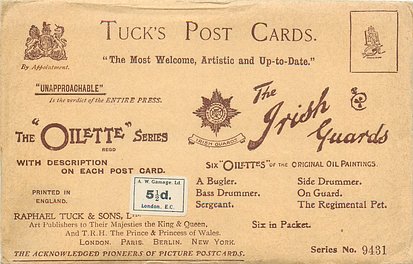 TUCK'S POST CARDS.
By Appointment.
"The Most Welcome, Artistic and Up-to-Date."
"UNAPPROACHABLE"
Is the verdict of the ENTIRE PRESS.
The Irish Guards
IRISH GUARDS
THE "OILETTE" SERIES
REGD
WITH DESCRIPTION
ON EACH POST CARD.
SIX "OILETTES" OF THE ORIGINAL OIL PAINTINGS.
A Bugler. Side Drummer.
Bass Drummer. On Guard.
Sergeant. The Regimental Pet.
A. W. Gamage Ld
5½d.
London. E.C.
PRINTED IN
ENGLAND.
Six in Packet.
RAPHAEL TUCK & SONS,
Art Publishers to Their Majesties the King & Queen,
And T.R.H. The Prince & Princess of Wales.
LONDON. PARIS. BERLIN. NEW YORK.
THE ACKNOWLEDGED PIONEERS OF PICTURE POSTCARDS.
Series No. 9431